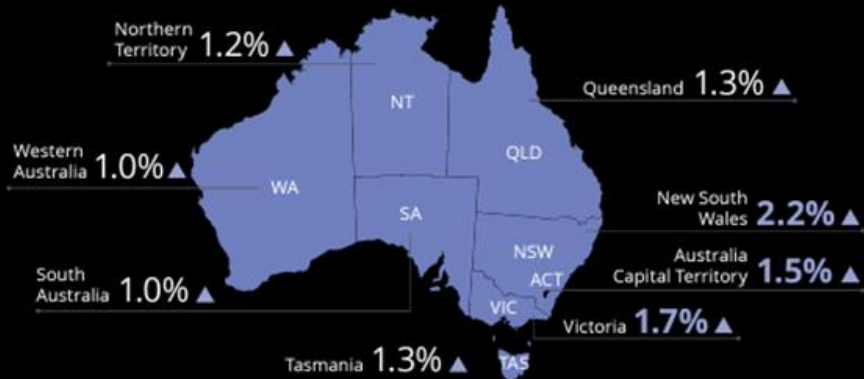 Northern
Territory 1.2%
NT
Queensland 1.3%
QLD
Western
Australia 1.0%
WA
SA
New South
Wales 2.2%
NSW
Australia
Capital Territory 1.5%
ACT
South
Australia 1.0%
VIC
Victoria 1.7%
Tasmania 1.3%
TAS